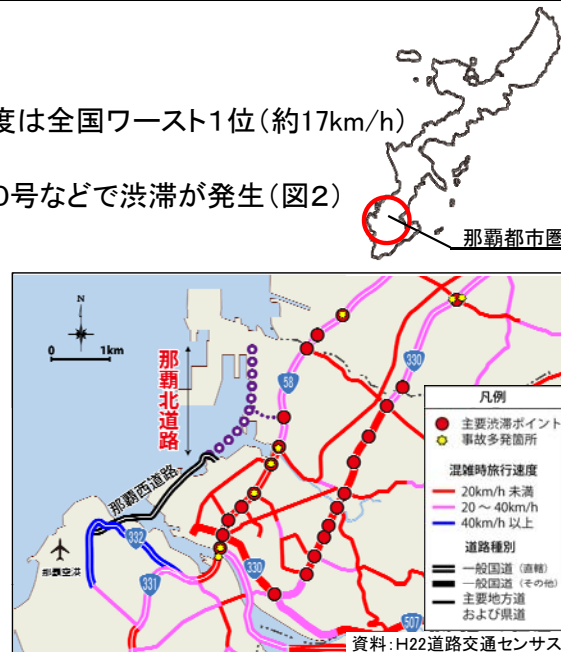 度は全国ワースト1位(約17km/h)
0号などで渋滞が発生(図2)
那覇都市圏
N
0 1km
那覇北道路
58
330
凡例
主要渋滞ポイント
事故多発箇所
混雑時旅行速度
20km/h 未満
20 ～ 40km/h
40km/h 以上
道路種別
一般国道 (直轄)
一般国道 (その他)
主要地方道
および県道
那覇西道路
332
那覇空港
331
330
507
資料:H22道路交通センサス